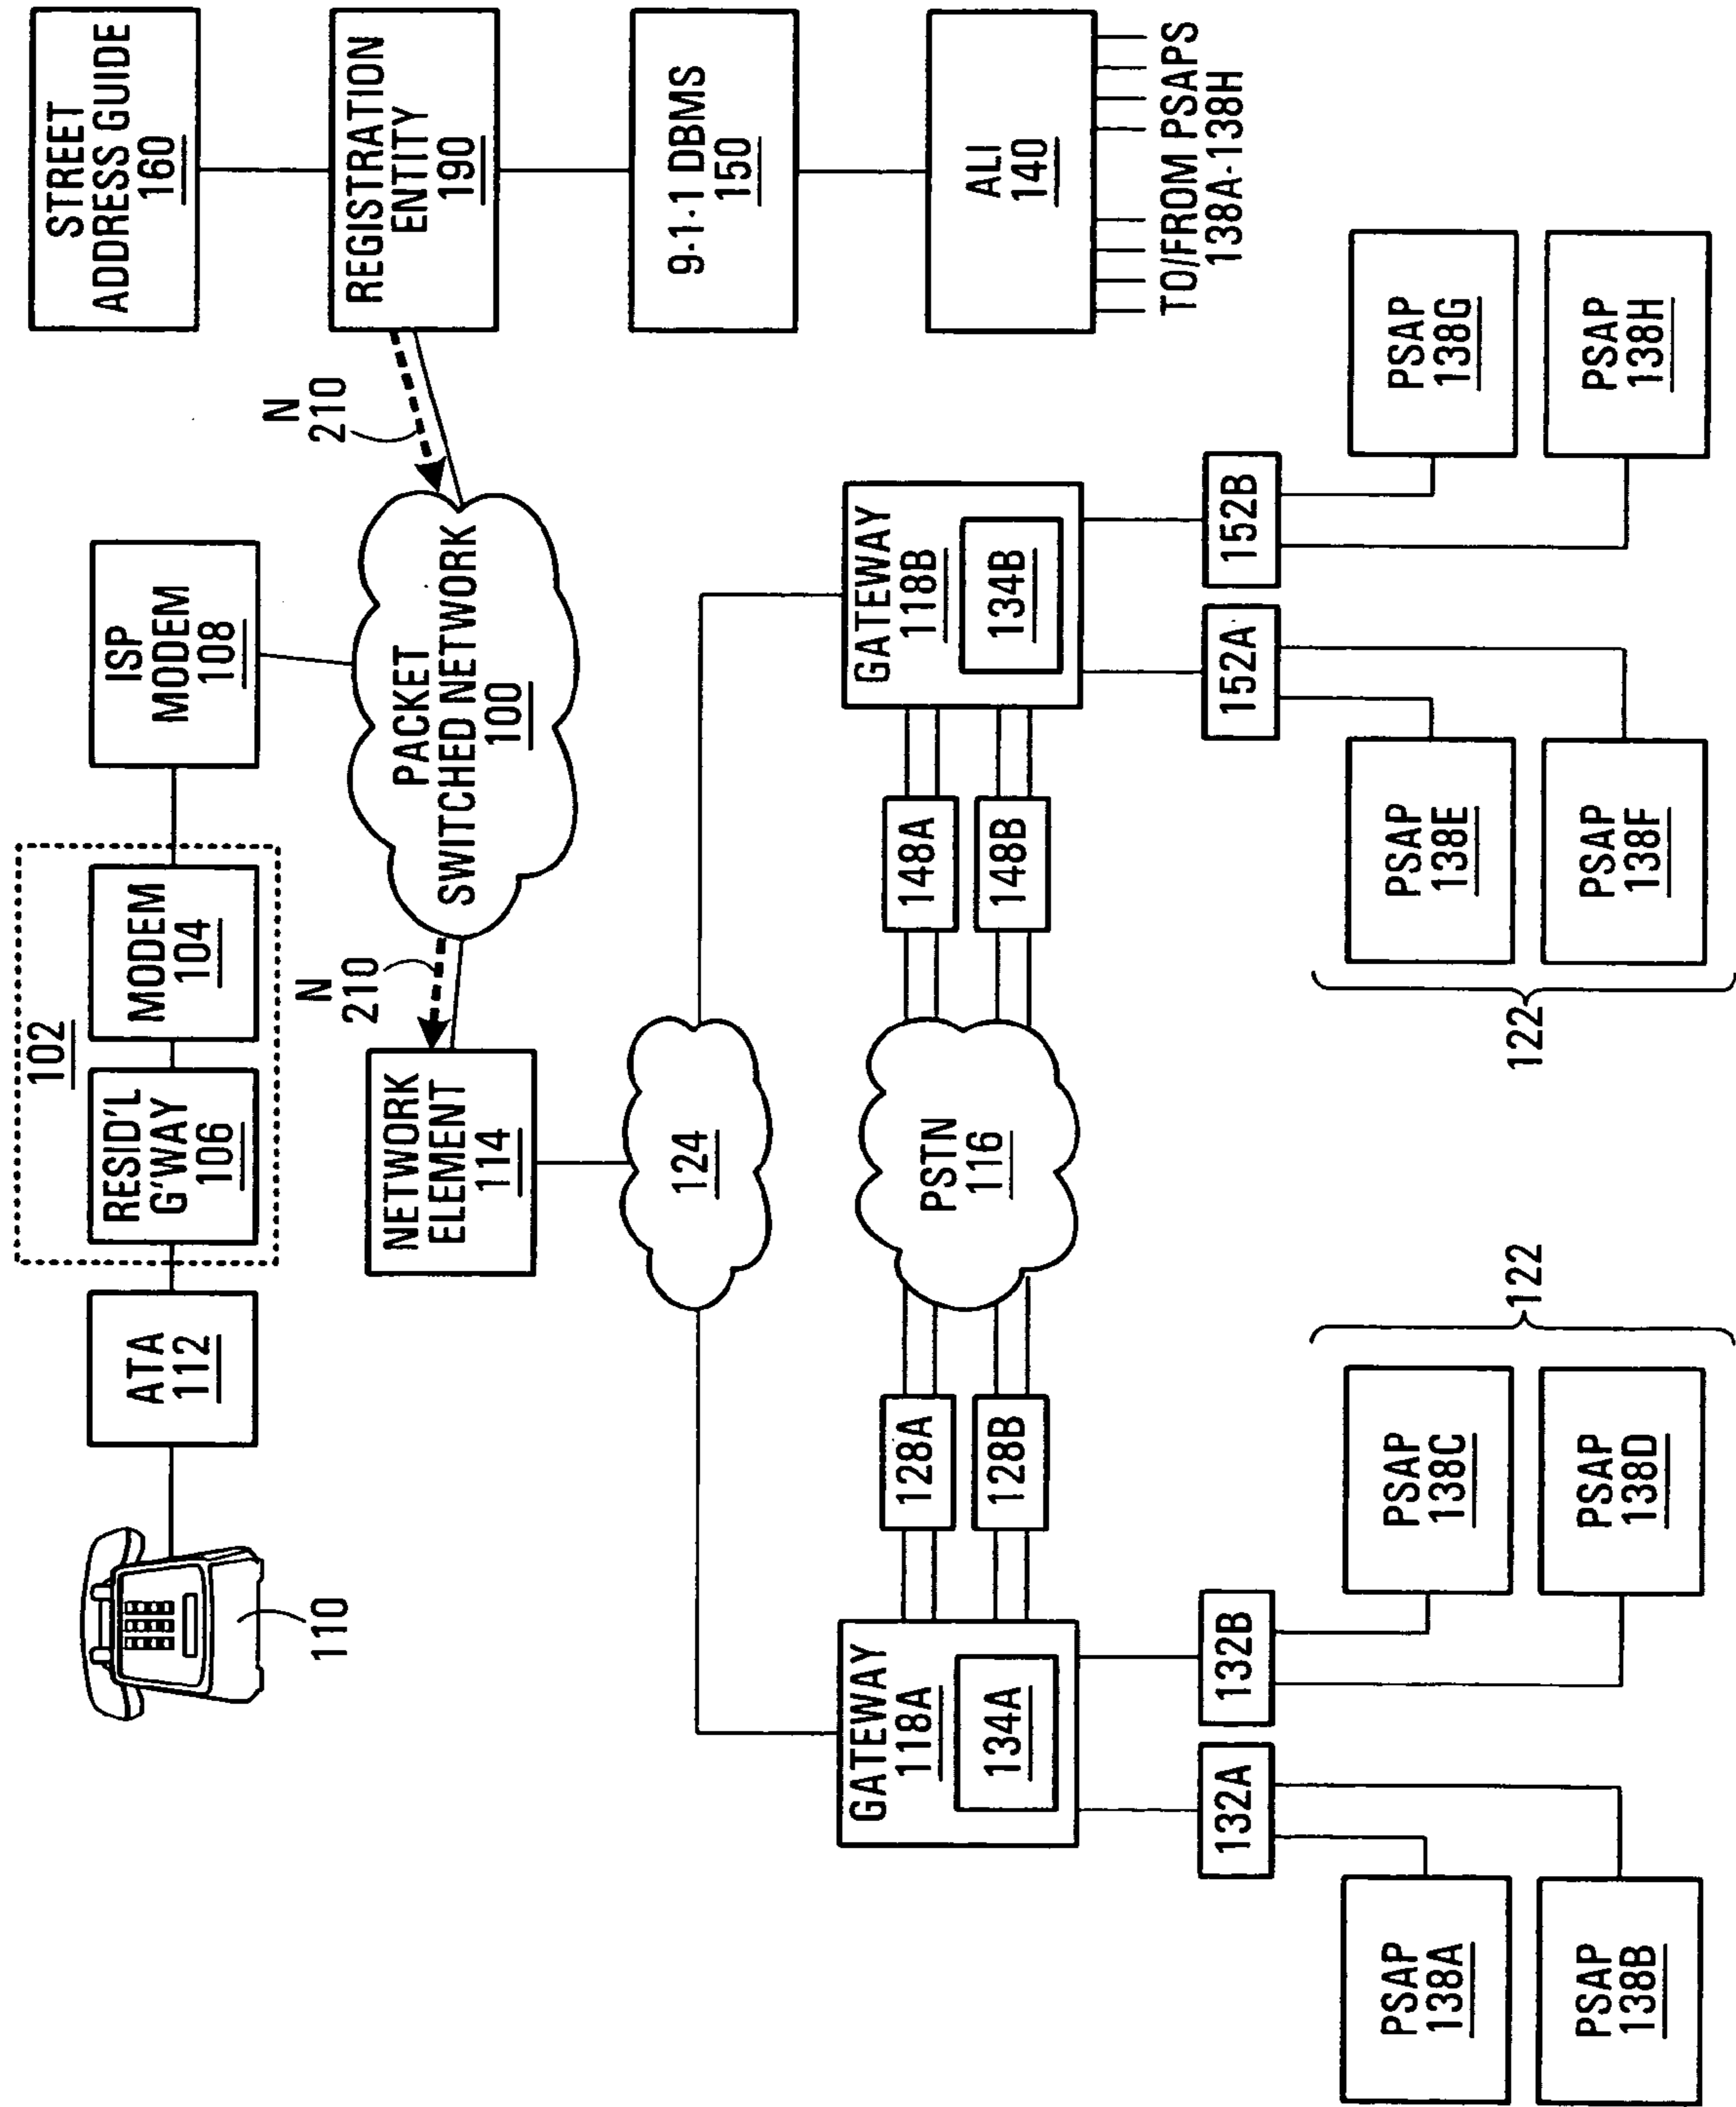 110
ATA
112
102
RESID'L
G'WAY
106
MODEM
104
ISP
MODEM
108
STREET
ADDRESS GUIDE
160
REGISTRATION
ENTITY
190
N
210
N
210
PACKET
SWITCHED NETWORK
100
NETWORK
ELEMENT
114
9-1-1 DBMS
150
124
ALI
140
TO/FROM PSAPS
138A-138H
GATEWAY
118A
134A
128A
128B
PSTN
116
148A
148B
GATEWAY
118B
134B
132A
132B
152A
152B
PSAP
138A
PSAP
138B
PSAP
138C
PSAP
138D
122
122
PSAP
138E
PSAP
138F
PSAP
138G
PSAP
138H